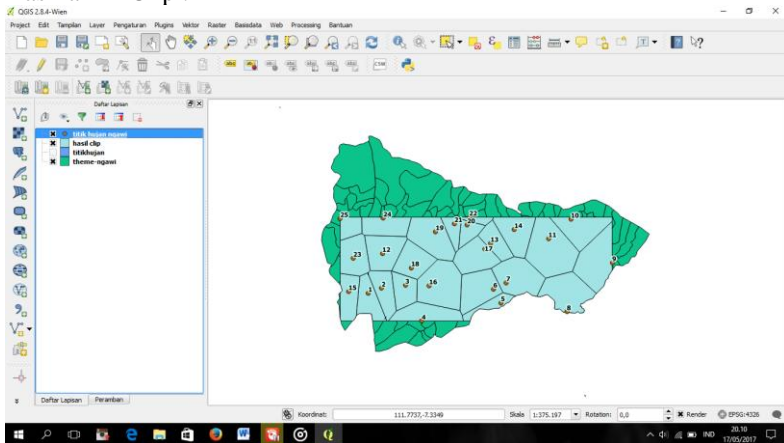 QGIS 2.8.4-Wien
Project Edit Tampilan Layer Pengaturan Plugins Vektor Raster Basisdata Web Processing Bantuan
Daftar Lapisan
titik hujan ngawi
hasil clip
titikhujan
theme-ngawi
25 24 22 10
21 20 14
19 13 11
12 17
23 18 9
15 1 2 3 16 6 7
5 8
4
Daftar Lapisan Peramban
Koordinat: 111.7737,-7.3349 Skala 1:375.197 Rotation: 0,0 Render EPSG:4326
IND 20.10
17/05/2017